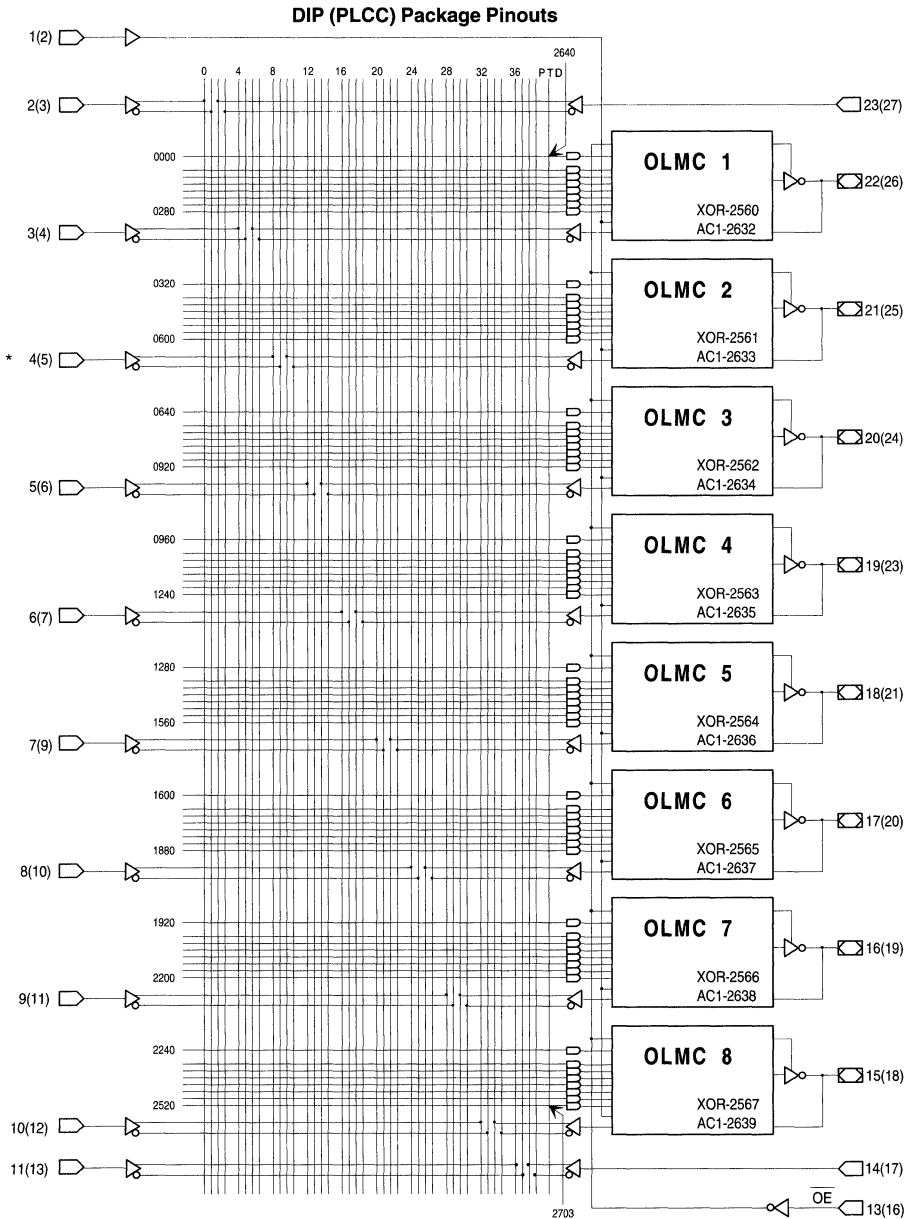 DIP (PLCC) Package Pinouts
1(2)
2640
0 4 8 12 16 20 24 28 32 36 PTD
2(3)
23(27)
0000
OLMC 1
22(26)
0280
XOR-2560
3(4)
AC1-2632
0320
OLMC 2
21(25)
0600
XOR-2561
* 4(5)
AC1-2633
0640
OLMC 3
20(24)
0920
XOR-2562
5(6)
AC1-2634
0960
OLMC 4
19(23)
1240
XOR-2563
6(7)
AC1-2635
1280
OLMC 5
18(21)
1560
XOR-2564
7(9)
AC1-2636
1600
OLMC 6
17(20)
1880
XOR-2565
8(10)
AC1-2637
1920
OLMC 7
16(19)
2200
XOR-2566
9(11)
AC1-2638
2240
OLMC 8
15(18)
2520
XOR-2567
10(12)
AC1-2639
11(13)
14(17)
OE
13(16)
2703